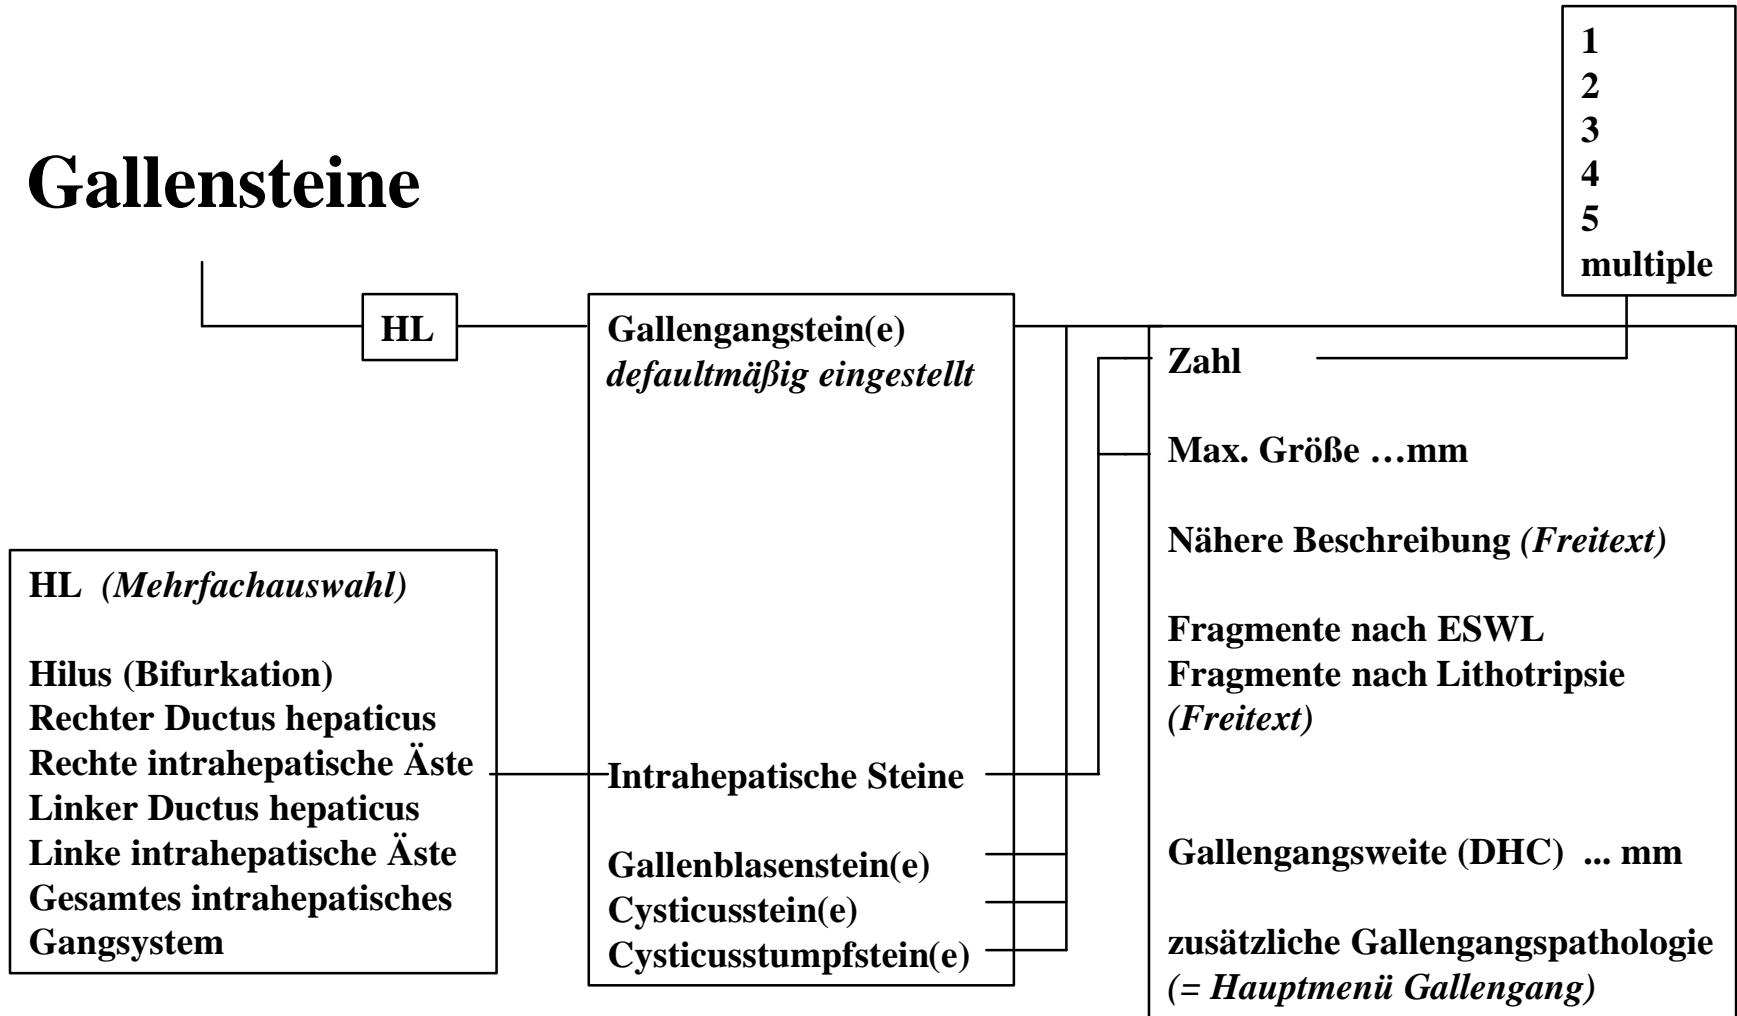 Gallensteine
HL
Gallengangstein(e)
defaultmäßig eingestellt
Intrahepatische Steine
Gallenblasenstein(e)
Cysticusstein(e)
Cysticusstumpfstein(e)
HL (Mehrfachauswahl)
Hilus (Bifurkation)
Rechter Ductus hepaticus
Rechte intrahepatische Äste
Linker Ductus hepaticus
Linke intrahepatische Äste
Gesamtes intrahepatisches
Gangsystem
1
2
3
4
5
multiple
Zahl
Max. Größe …mm
Nähere Beschreibung (Freitext)
Fragmente nach ESWL
Fragmente nach Lithotripsie
(Freitext)
Gallengangsweite (DHC) ... mm
zusätzliche Gallengangspathologie
(= Hauptmenü Gallengang)